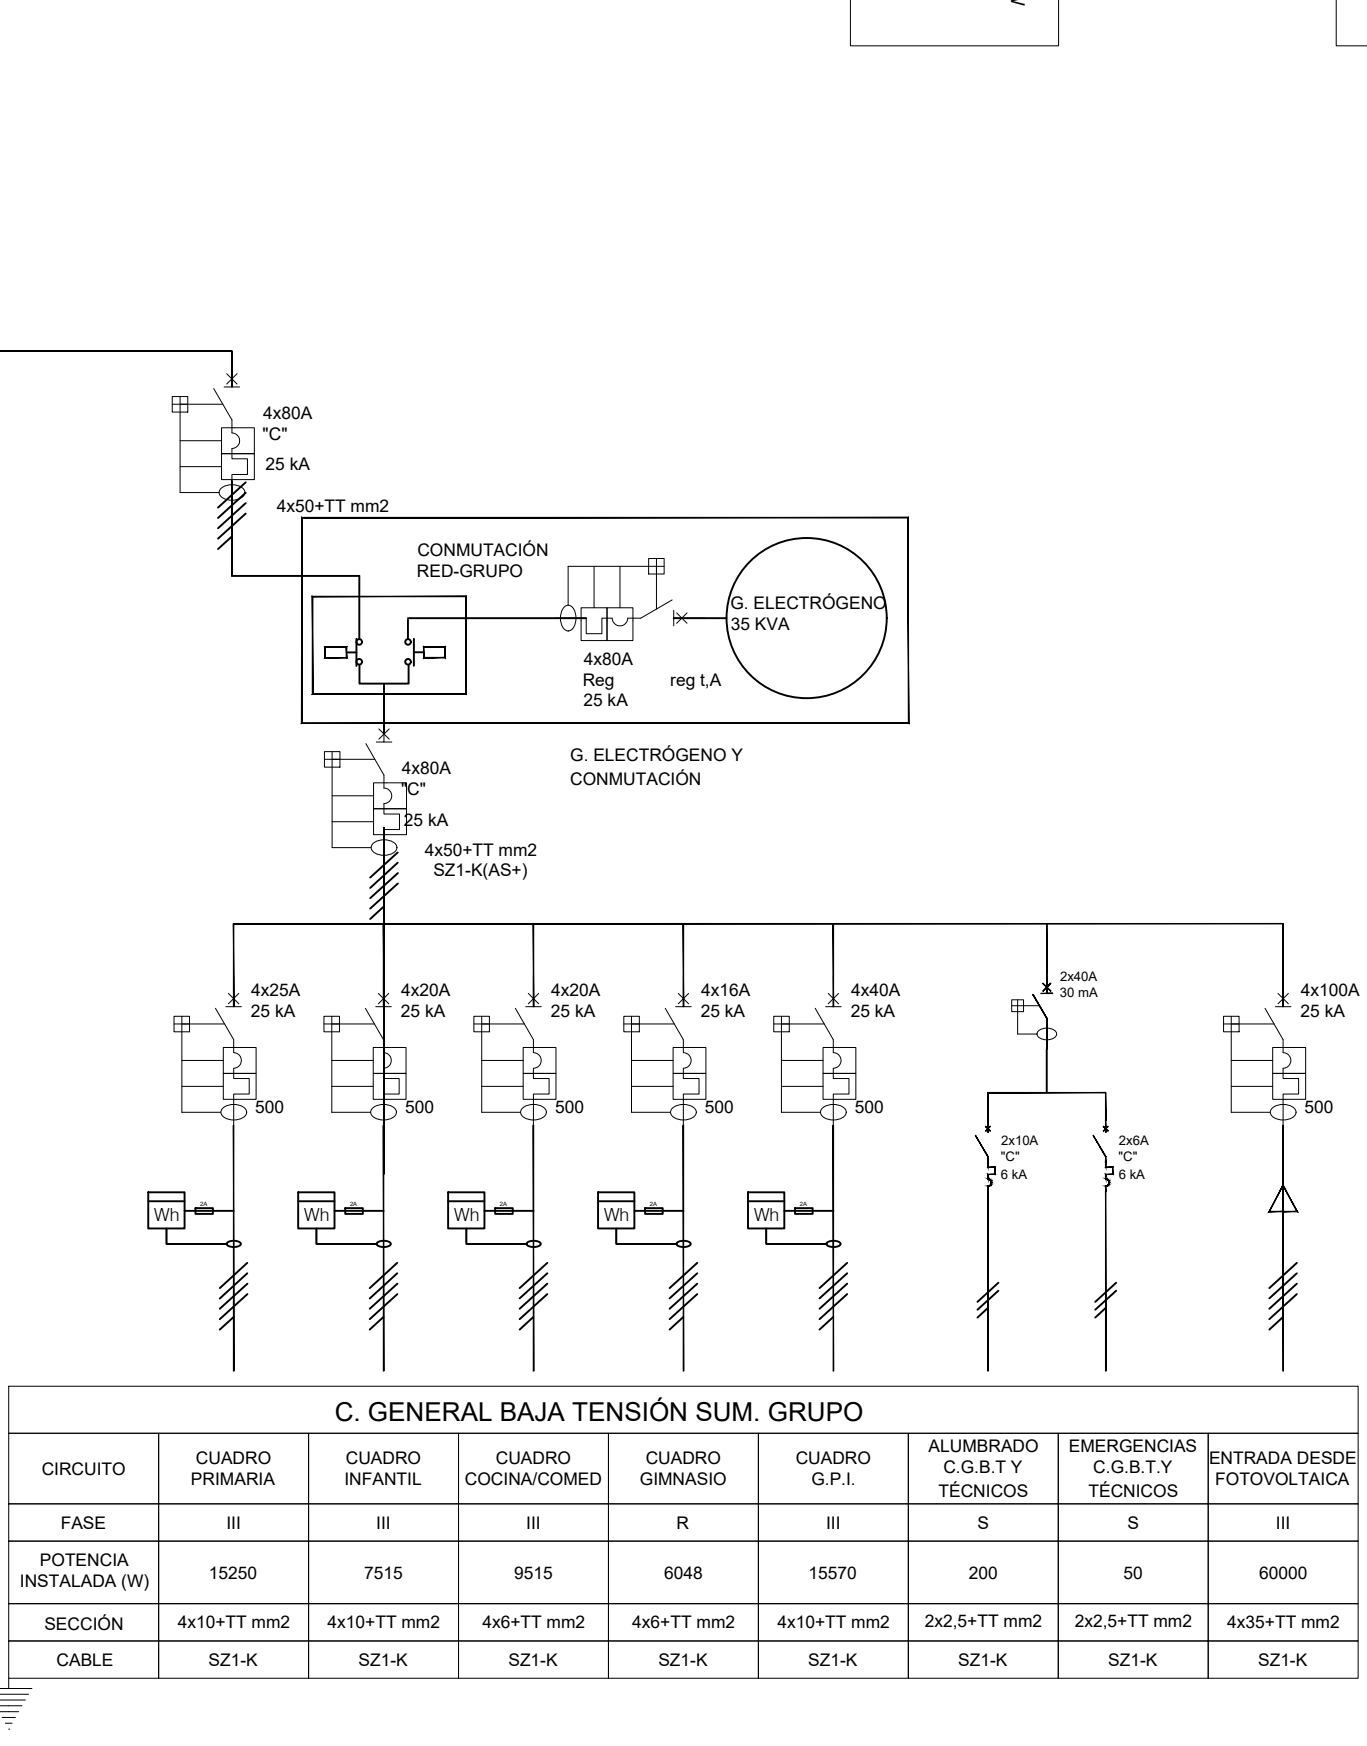 4x80A
"C"
25 kA
4x50+TT mm2
CONMUTACIÓN
RED-GRUPO
G. ELECTRÓGENO
35 KVA
4x80A
Reg
25 kA
reg t,A
G. ELECTRÓGENO Y
CONMUTACIÓN
4x80A
"C"
25 kA
4x50+TT mm2
SZ1-K(AS+)
4x25A
25 kA
500
4x20A
25 kA
500
4x20A
25 kA
500
4x16A
25 kA
500
4x40A
25 kA
500
2x40A
30 mA
2x10A
"C"
6 kA
2x6A
"C"
6 kA
4x100A
25 kA
500
Wh 2A
Wh 2A
Wh 2A
Wh 2A
Wh 2A
C. GENERAL BAJA TENSIÓN SUM. GRUPO
CIRCUITO
CUADRO
PRIMARIA
CUADRO
INFANTIL
CUADRO
COCINA/COMED
CUADRO
GIMNASIO
CUADRO
G.P.I.
ALUMBRADO
C.G.B.T Y
TÉCNICOS
EMERGENCIAS
C.G.B.T.Y
TÉCNICOS
ENTRADA DESDE
FOTOVOLTAICA
FASE III III III R III S S III
POTENCIA
INSTALADA (W)
15250 7515 9515 6048 15570 200 50 60000
SECCIÓN 4x10+TT mm2 4x10+TT mm2 4x6+TT mm2 4x6+TT mm2 4x10+TT mm2 2x2,5+TT mm2 2x2,5+TT mm2 4x35+TT mm2
CABLE SZ1-K SZ1-K SZ1-K SZ1-K SZ1-K SZ1-K SZ1-K SZ1-K